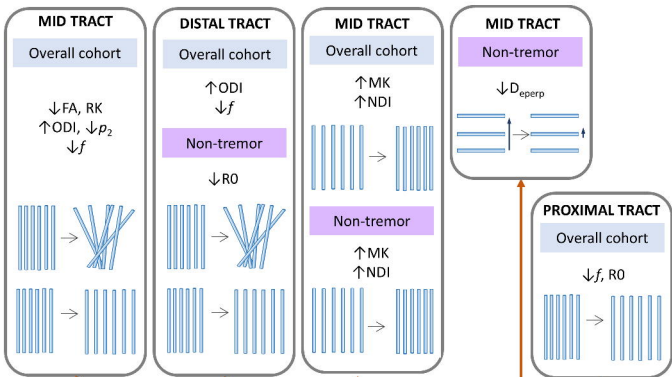 MID TRACT
Overall cohort
↓FA, RK
↑ODI, ↓p₂
↓f
DISTAL TRACT
Overall cohort
↑ODI
↓f
Non-tremor
↓R0
MID TRACT
Overall cohort
↑MK
↑NDI
Non-tremor
↑MK
↑NDI
MID TRACT
Non-tremor
↓Deperp
PROXIMAL TRACT
Overall cohort
↓f, R0